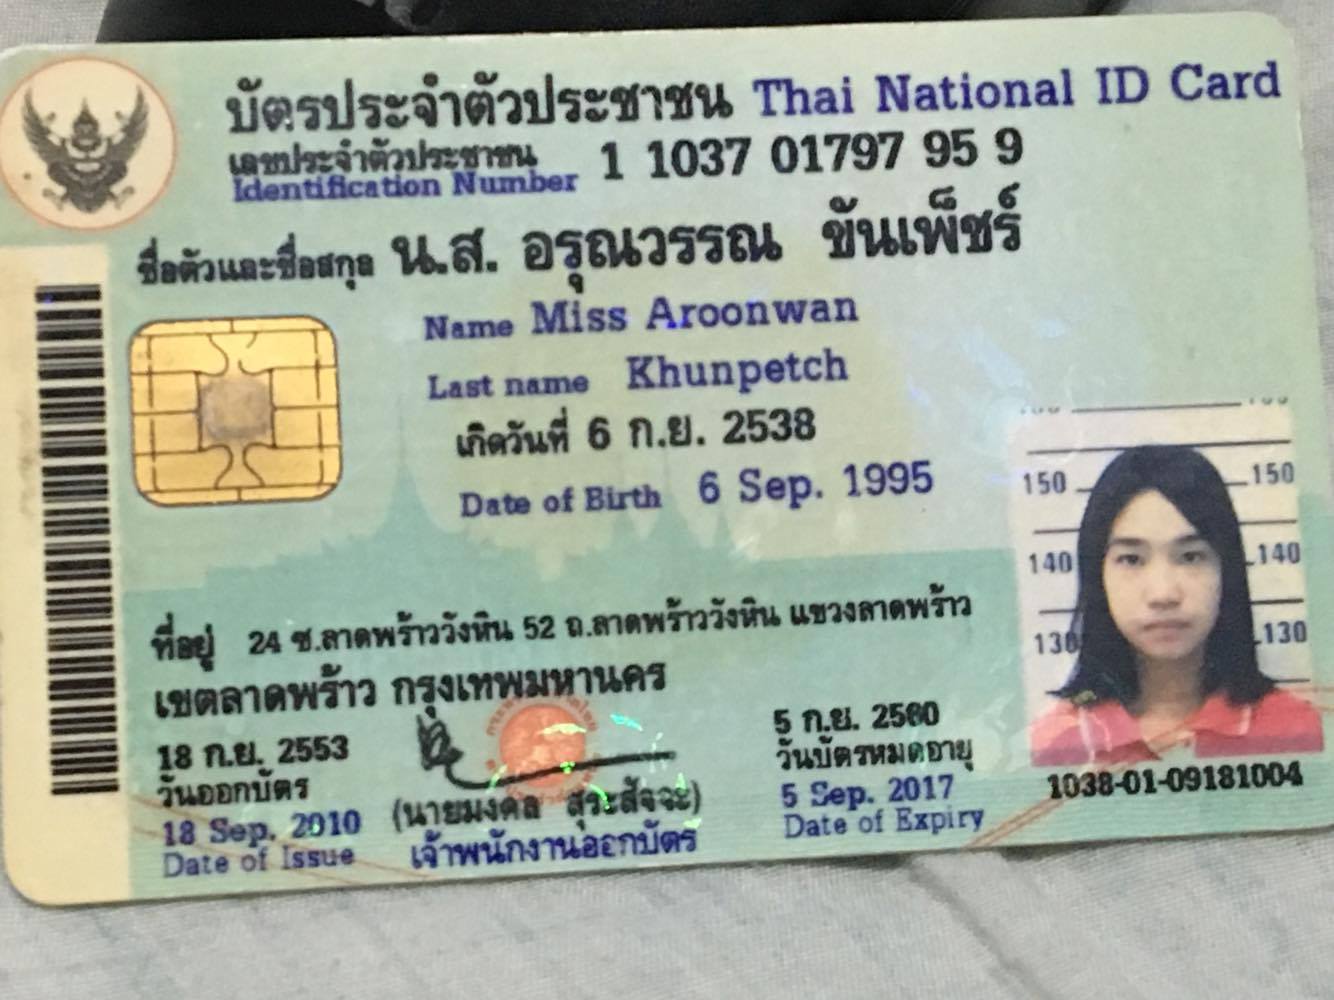 บัตรประจำตัวประชาชน Thai National ID Card
เลขประจำตัวประชาชน
Identification Number 1 1037 01797 95 9
ชื่อตัวและชื่อสกุล น.ส. อรุณวรรณ ขันเพ็ชร์
Name Miss Aroonwan
Last name Khunpetch
เกิดวันที่ 6 ก.ย. 2538
Date of Birth 6 Sep. 1995
150 150
140 140
130 130
ที่อยู่ 24 ซ.ลาดพร้าววังหิน 52 ถ.ลาดพร้าววังหิน แขวงลาดพร้าว
เขตลาดพร้าว กรุงเทพมหานคร
18 ก.ย. 2553
วันออกบัตร
18 Sep. 2010
Date of Issue
(นายมงคล สุระสัจจะ)
เจ้าพนักงานออกบัตร
5 ก.ย. 2560
วันบัตรหมดอายุ
5 Sep. 2017
Date of Expiry
1038-01-09181004